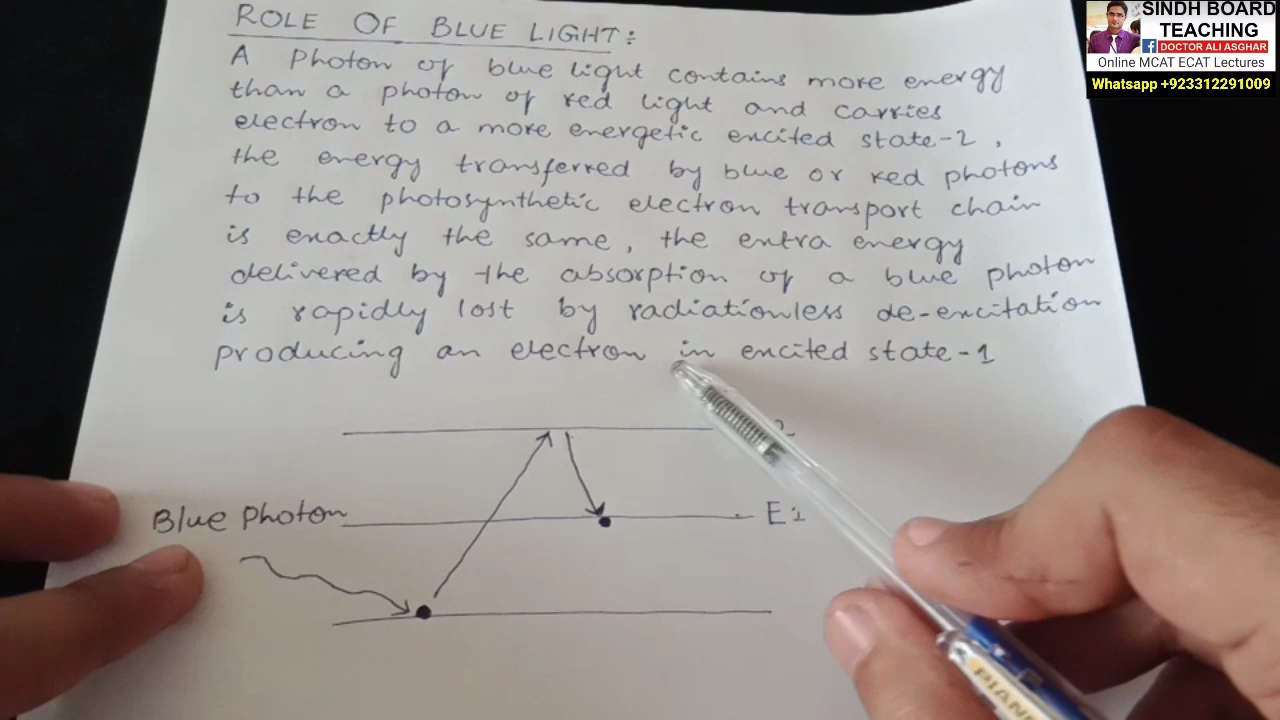 ROLE OF BLUE LIGHT:
A Photon of blue light contains more energy
than a photon of red light and carries
electron to a more energetic excited state-2,
the energy transferred by blue or red photons
to the photosynthetic electron transport chain
is exactly the same, the extra energy
delivered by the absorption of a blue photon
is rapidly lost by radiationless de-excitation
producing an electron in excited state-1
2
Blue Photon
E1
PIANO
SINDH BOARD
TEACHING
DOCTOR ALI ASGHAR
Online MCAT ECAT Lectures
Whatsapp +923312291009